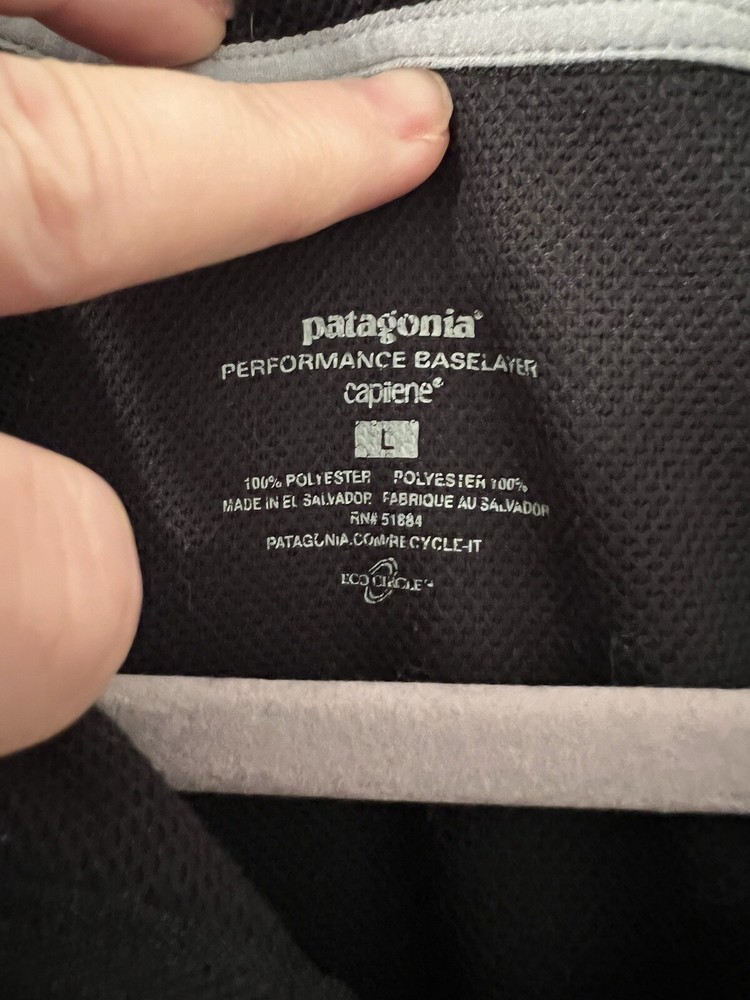 patagonia®
PERFORMANCE BASELAYER
capilene®
L
100% POLYESTER POLYESTER 100%
MADE IN EL SALVADOR FABRIQUE AU SALVADOR
RN# 51884
PATAGONIA.COM/RECYCLE-IT
ECO CIRCLE™